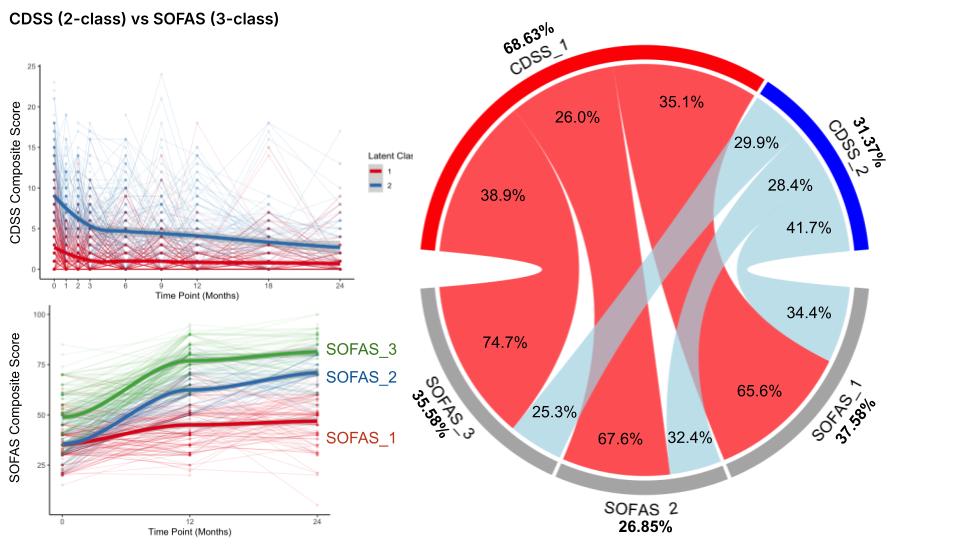 CDSS (2-class) vs SOFAS (3-class)
CDSS Composite Score
25
20
15
10
5
0
0 1 2 3 6 9 12 18 24
Time Point (Months)
Latent Clas
1
2
SOFAS Composite Score
100
75
50
25
0 12 24
Time Point (Months)
SOFAS_3
SOFAS_2
SOFAS_1
68.63%
CDSS_1
31.37%
CDSS_2
38.9%
26.0%
35.1%
29.9%
28.4%
41.7%
34.4%
65.6%
32.4%
67.6%
25.3%
74.7%
SOFAS_3
35.58%
SOFAS_2
26.85%
SOFAS_1
37.58%